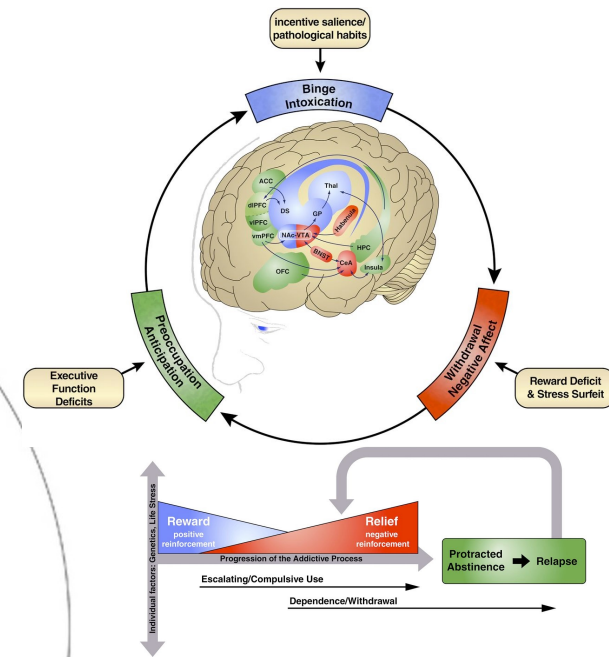 incentive salience/
pathological habits
Binge
Intoxication
ACC
Thal
dlPFC
DS
GP
vlPFC
Habenula
vmPFC
NAc-VTA
HPC
BNST
CeA
Insula
OFC
Preoccupation
Anticipation
Withdrawal
Negative Affect
Executive
Function
Deficits
Reward Deficit
& Stress Surfeit
Individual factors: Genetics, Life Stress
Reward
positive
reinforcement
Relief
negative
reinforcement
Progression of the Addictive Process
Protracted
Abstinence
Relapse
Escalating/Compulsive Use
Dependence/Withdrawal